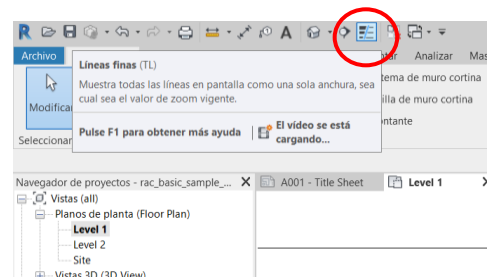 R A
Archivo tar Analizar Mas
Líneas finas (TL)
Muestra todas las líneas en pantalla como una sola anchura, sea
cual sea el valor de zoom vigente.
Pulse F1 para obtener más ayuda
El vídeo se está
cargando...
Modificar
Seleccionar
tema de muro cortina
illa de muro cortina
ntante
Navegador de proyectos - rac_basic_sample_... X
A001 - Title Sheet
Level 1 X
Vistas (all)
Planos de planta (Floor Plan)
Level 1
Level 2
Site
Vistas 3D (3D View)